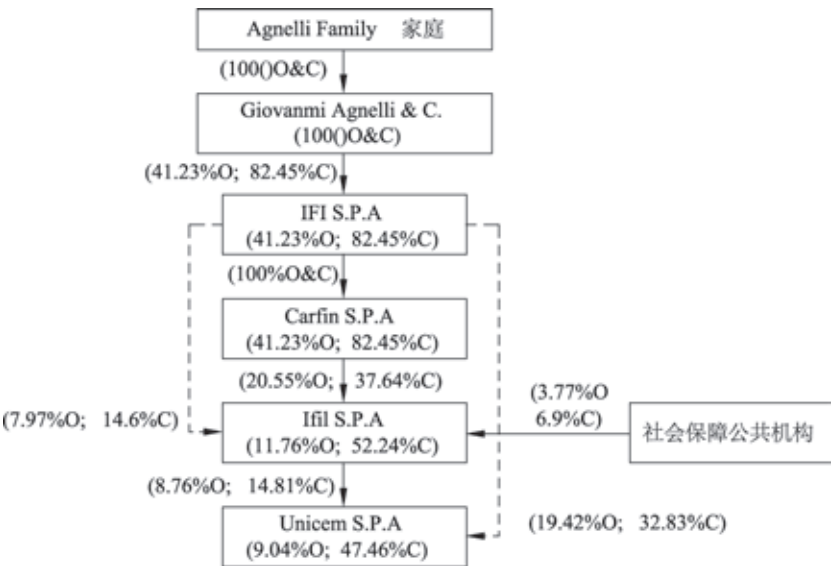 Agnelli Family 家庭
(100()O&C)
Giovanmi Agnelli & C.
(100()O&C)
(41.23%O; 82.45%C)
IFI S.P.A
(41.23%O; 82.45%C)
(100%O&C)
Carfin S.P.A
(41.23%O; 82.45%C)
(20.55%O; 37.64%C)
(3.77%O
6.9%C)
(7.97%O; 14.6%C)
Ifil S.P.A
(11.76%O; 52.24%C)
社会保障公共机构
(8.76%O; 14.81%C)
Unicem S.P.A
(9.04%O; 47.46%C)
(19.42%O; 32.83%C)